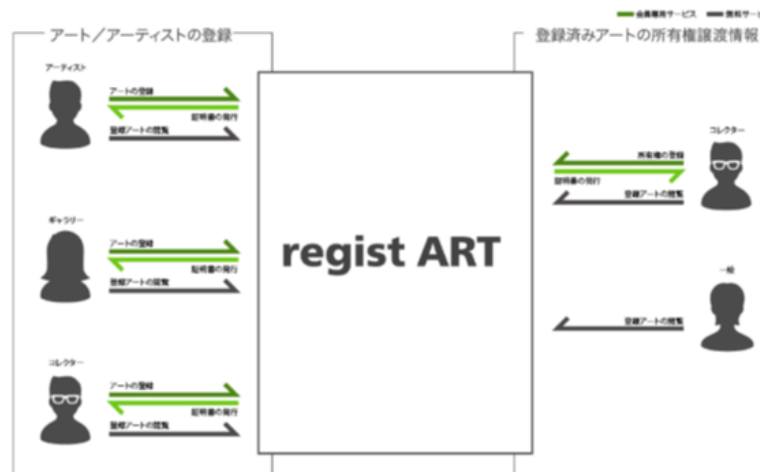 会員専用サービス 無料サービ
アート／アーティストの登録
登録済みアートの所有権譲渡情報
アーティスト
アートの登録
証明書の発行
登録アートの閲覧
ギャラリー
アートの登録
証明書の発行
登録アートの閲覧
コレクター
アートの登録
証明書の発行
登録アートの閲覧
regist ART
コレクター
所有権の登録
証明書の発行
登録アートの閲覧
一般
登録アートの閲覧